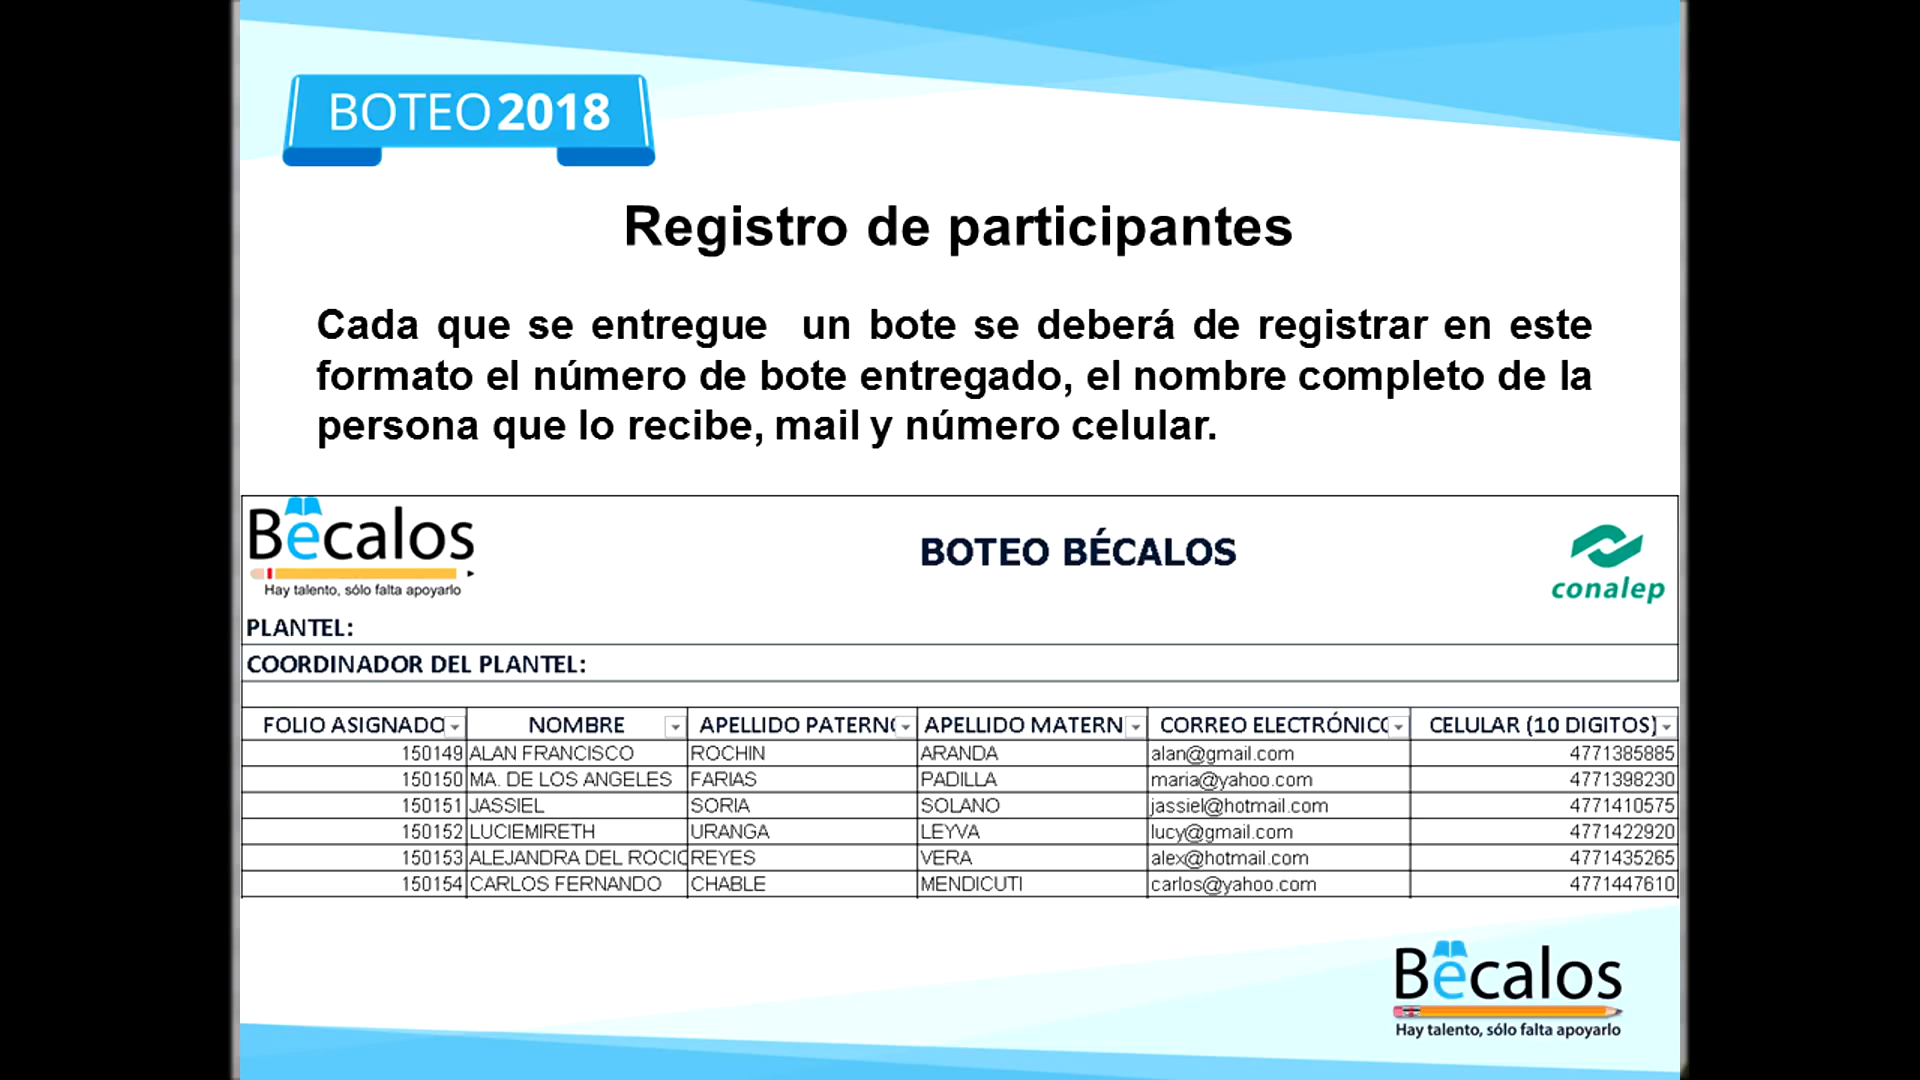 BOTEO 2018
Registro de participantes
Cada que se entregue un bote se deberá de registrar en este
formato el número de bote entregado, el nombre completo de la
persona que lo recibe, mail y número celular.
Bécalos
Hay talento, sólo falta apoyarlo
BOTEO BÉCALOS
conalep
PLANTEL:
COORDINADOR DEL PLANTEL:
FOLIO ASIGNADO NOMBRE APELLIDO PATERNO APELLIDO MATERN CORREO ELECTRÓNICO CELULAR (10 DIGITOS)
150149 ALAN FRANCISCO ROCHIN ARANDA alan@gmail.com 4771385885
150150 MA. DE LOS ANGELES FARIAS PADILLA maria@yahoo.com 4771398230
150151 JASSIEL SORIA SOLANO jassiel@hotmail.com 4771410575
150152 LUCIEMIRETH URANGA LEYVA lucy@gmail.com 4771422920
150153 ALEJANDRA DEL ROCIO REYES VERA alex@hotmail.com 4771435265
150154 CARLOS FERNANDO CHABLE MENDICUTI carlos@yahoo.com 4771447610
Bécalos
Hay talento, sólo falta apoyarlo